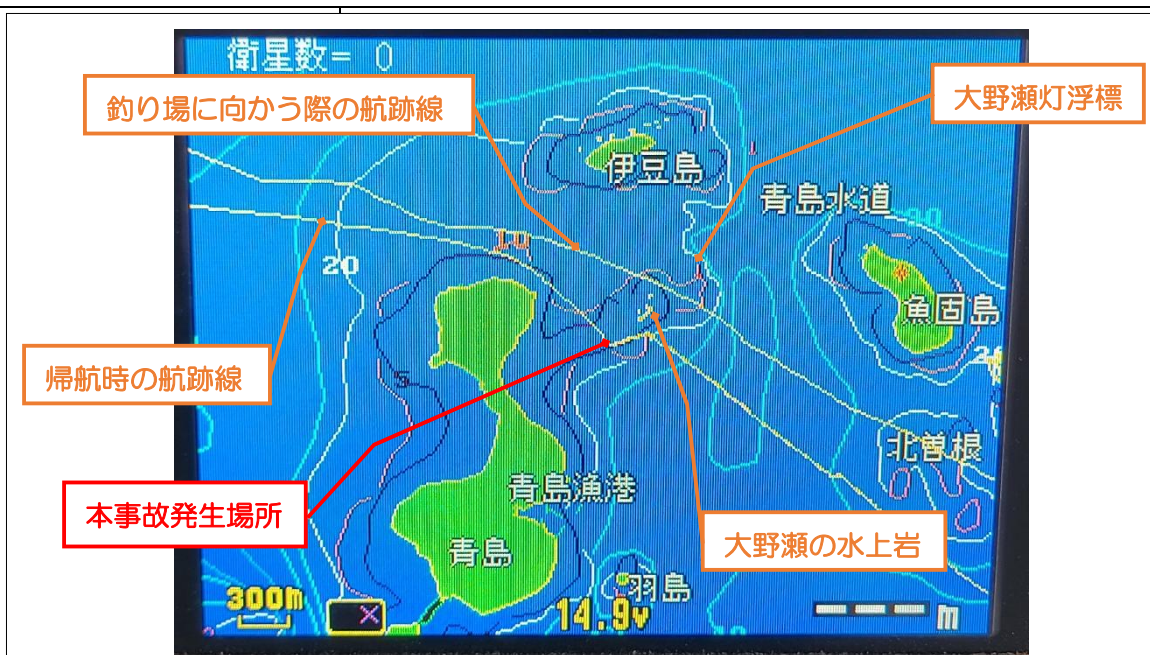 衛星数= 0
釣り場に向かう際の航跡線
大野瀬灯浮標
伊豆島
青島水道
20
10
20
魚固島
帰航時の航跡線
5
北曽根
青島漁港
本事故発生場所
大野瀬の水上岩
青島
羽島
300m
14.9v
m